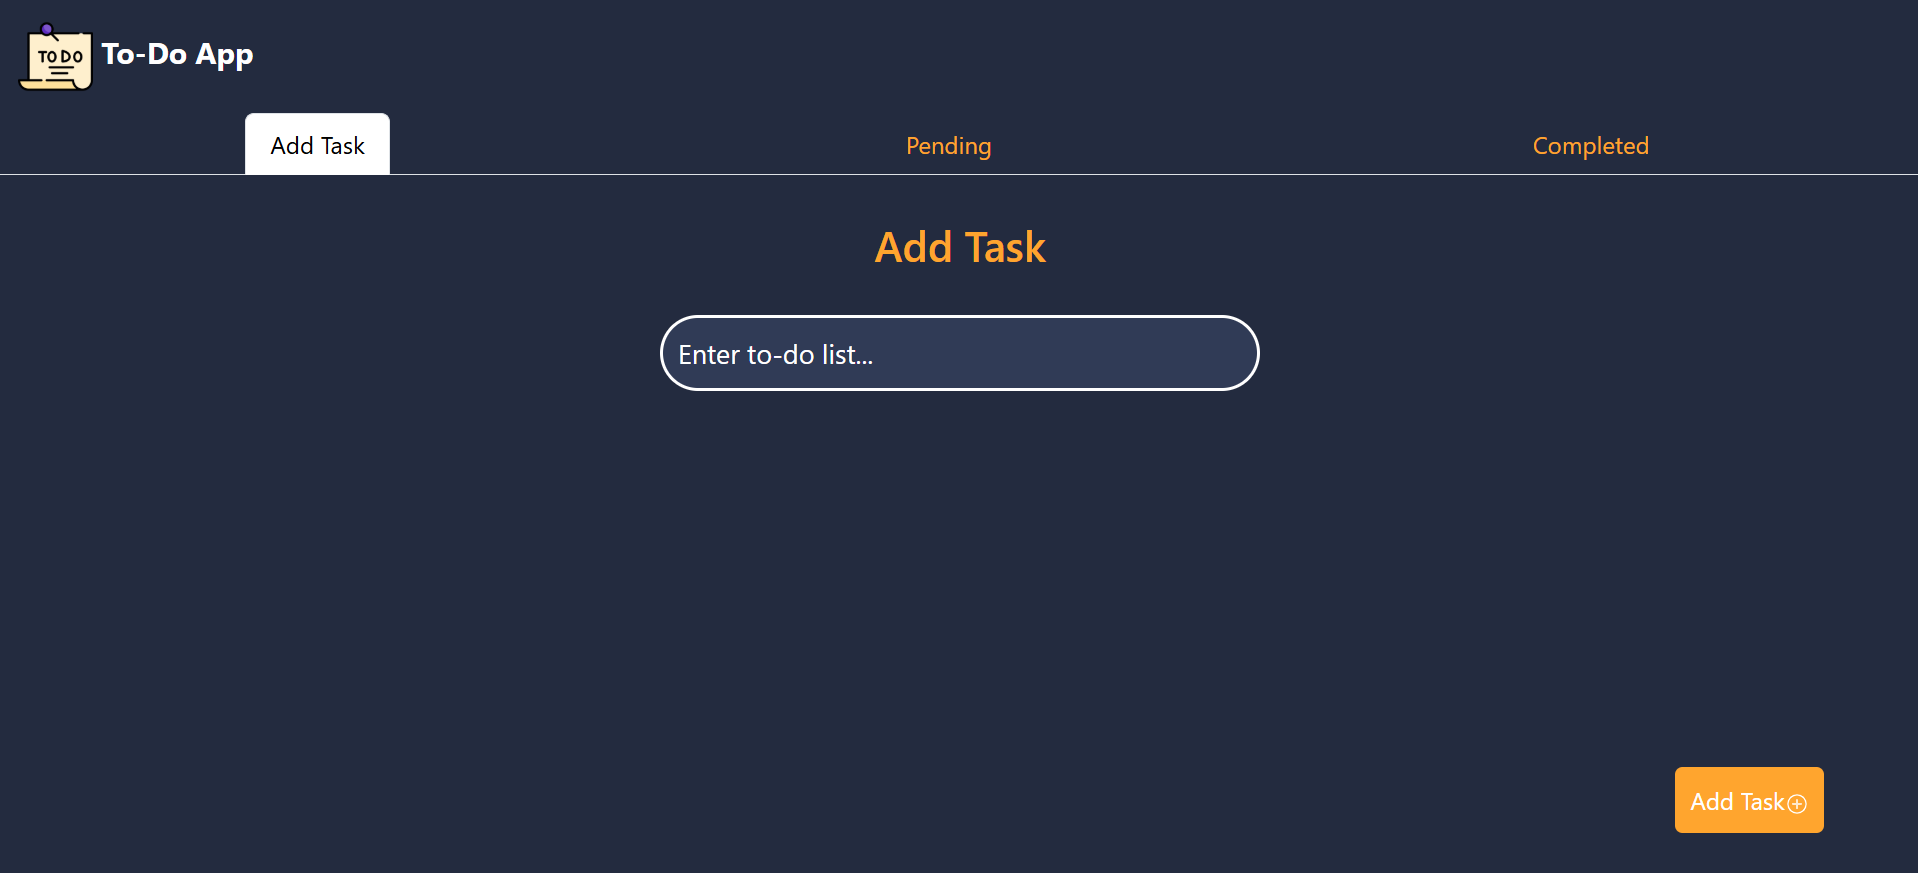 TO DO
To-Do App
Add Task
Pending
Completed
Add Task
Enter to-do list...
Add Task